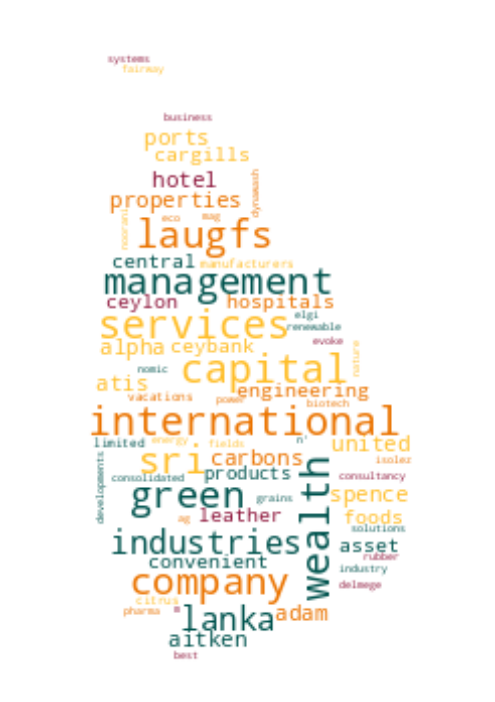 systems
fairway
business
ports
cargills
hotel
dynawash
properties
noorani
eco
mag
laugfs
central
manufacturers
management
ceylon
hospitals
services
elgi
renewable
alpha
ceybank
evoke
nature
capital
nomic
atis
engineering
vacations
power
biotech
international
limited
energy
fields
n'
united
sri
carbons
isolez
developments
consolidated
products
wealth
consultancy
green
grains
spence
ag
leather
foods
solutions
industries
asset
convenient
rubber
industry
company
delmege
citrus
pharma
m
lanka
adam
aitken
best